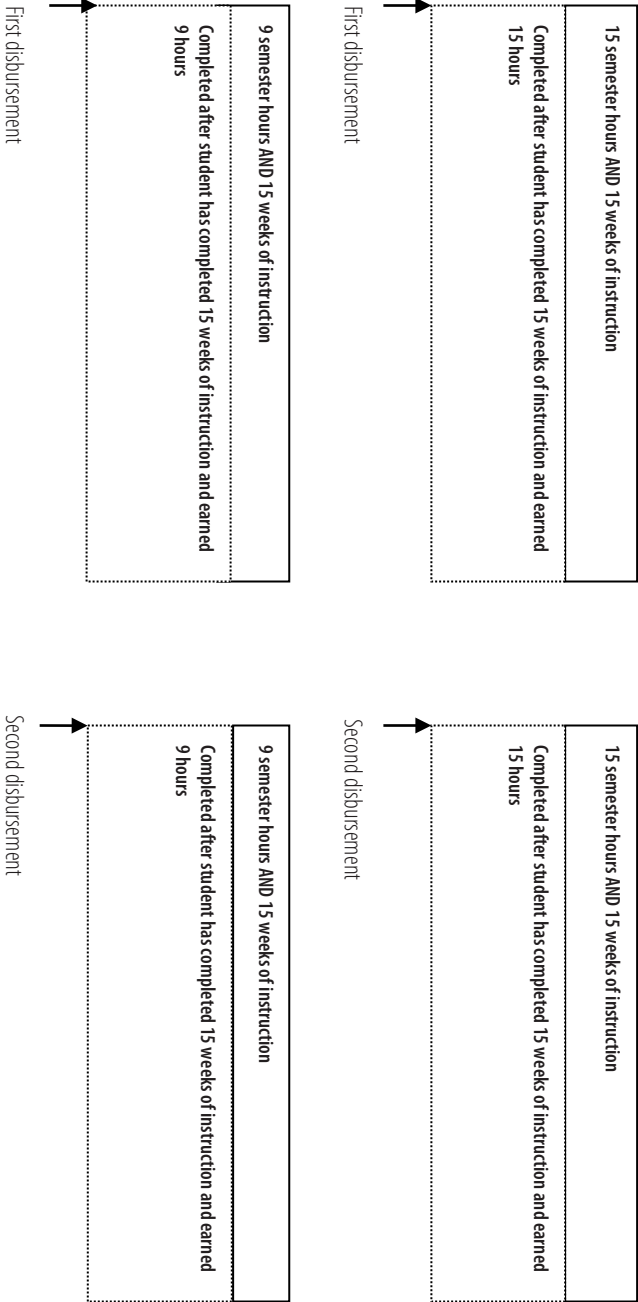 15 semester hours AND 15 weeks of instruction
Completed after student has completed 15 weeks of instruction and earned
15 hours
First disbursement
15 semester hours AND 15 weeks of instruction
Completed after student has completed 15 weeks of instruction and earned
15 hours
Second disbursement
9 semester hours AND 15 weeks of instruction
Completed after student has completed 15 weeks of instruction and earned
9 hours
First disbursement
9 semester hours AND 15 weeks of instruction
Completed after student has completed 15 weeks of instruction and earned
9 hours
Second disbursement